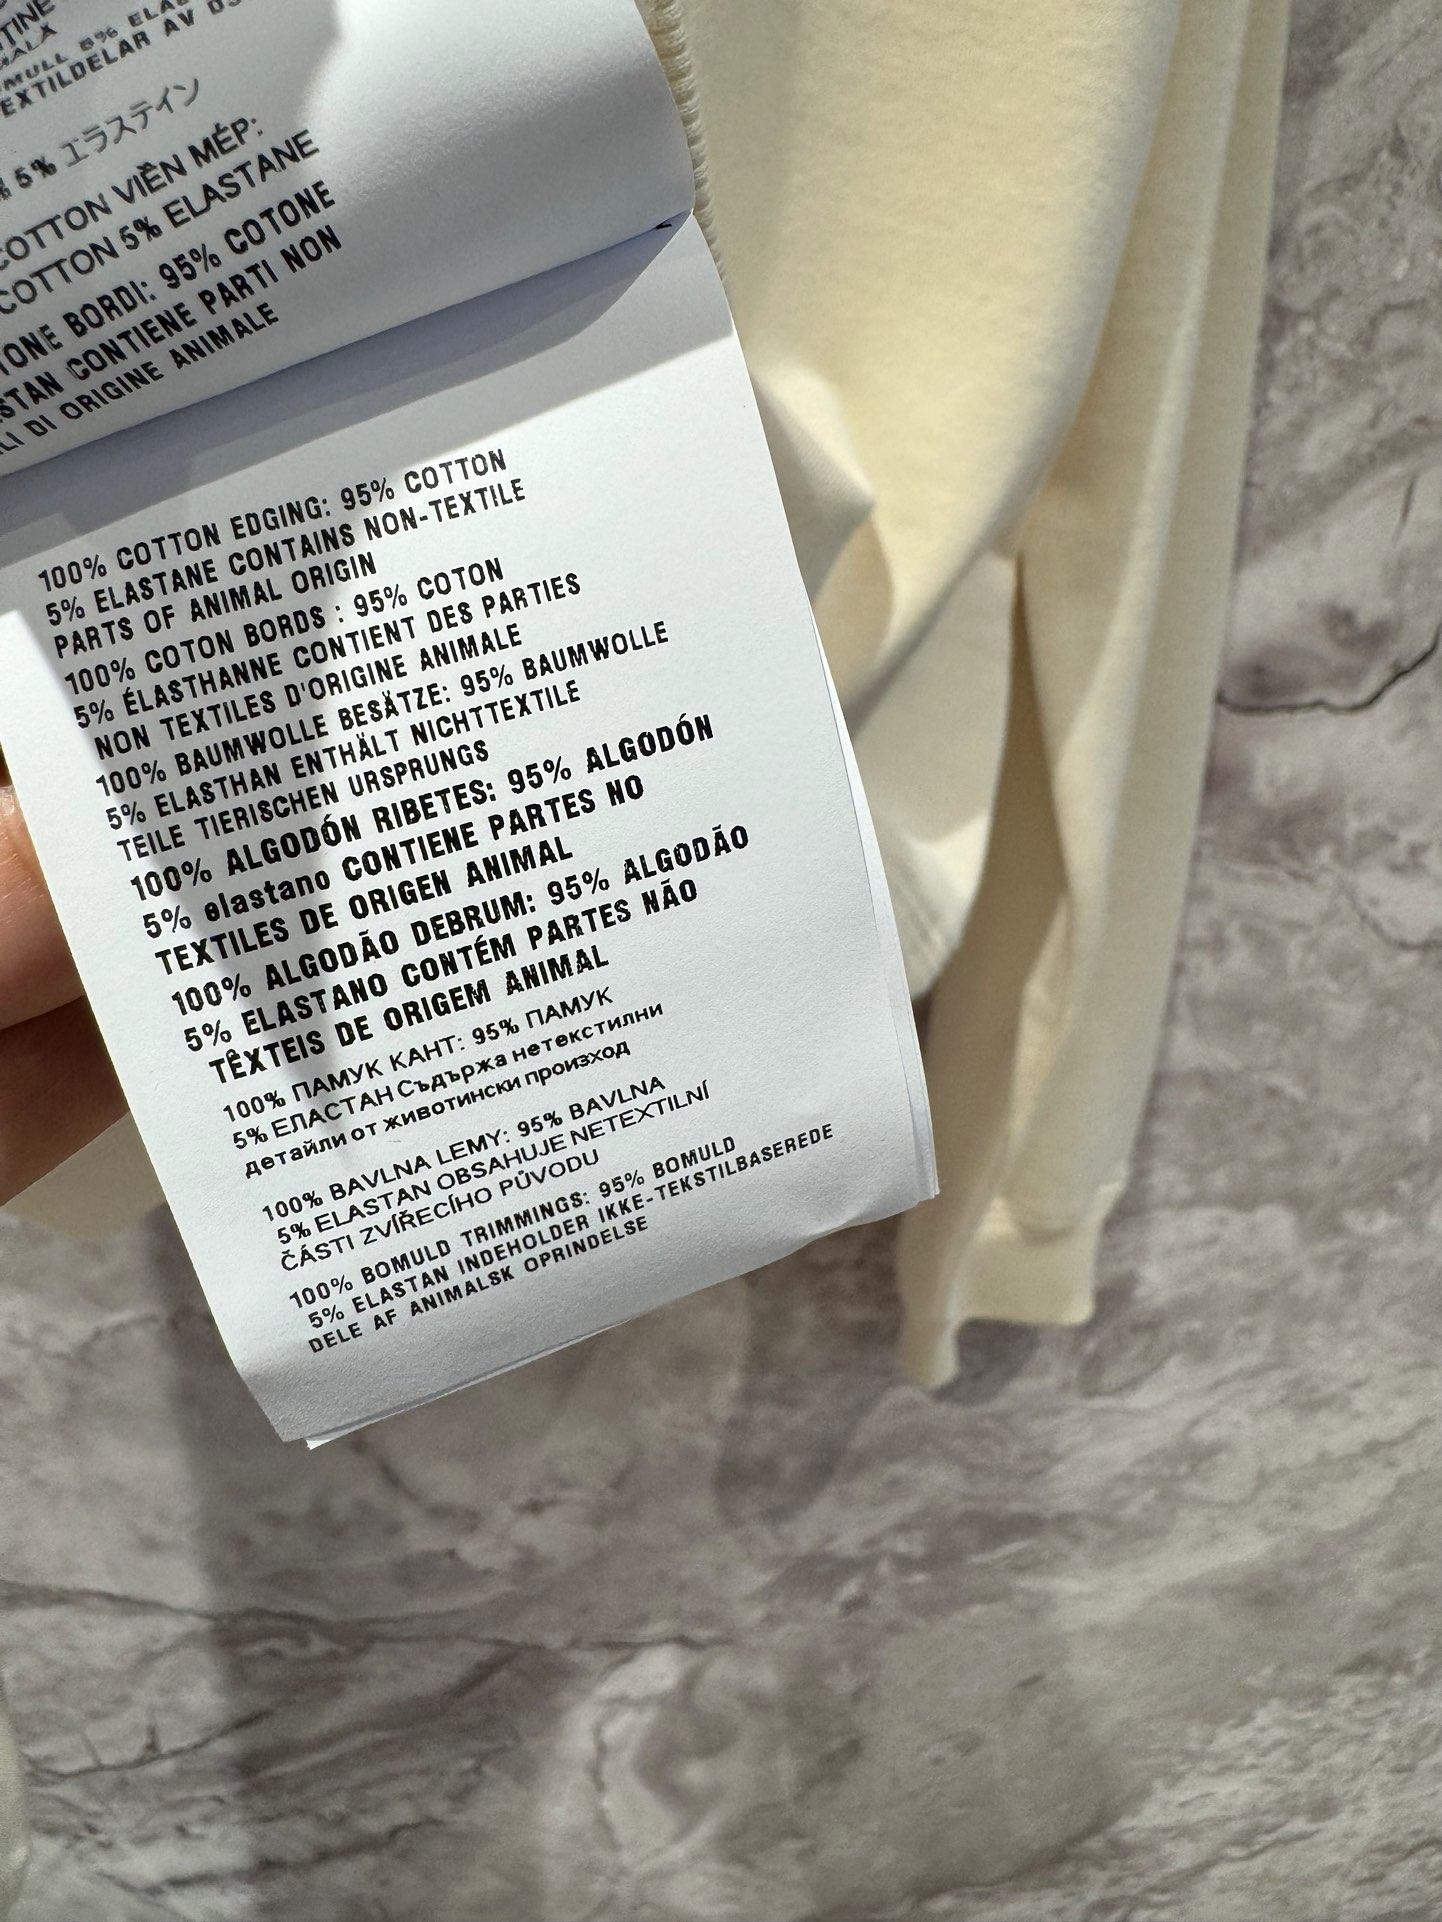 TINE
EXTILDELAR AV
5% エラステイン
COTTON VIỀN MÉP:
COTTON 5% ELASTANE
BORDI: 95% COTONE
CONTIENE PARTI NON
DI ORIGINE ANIMALE
100% COTTON EDGING: 95% COTTON
5% ELASTANE CONTAINS NON-TEXTILE
PARTS OF ANIMAL ORIGIN
100% COTON BORDS : 95% COTON
5% ÉLASTHANNE CONTIENT DES PARTIES
NON TEXTILES D'ORIGINE ANIMALE
100% BAUMWOLLE BESÄTZE: 95% BAUMWOLLE
5% ELASTHAN ENTHÄLT NICHTTEXTILE
TEILE TIERISCHEN URSPRUNGS
100% ALGODÓN RIBETES: 95% ALGODÓN
5% elastano CONTIENE PARTES NO
TEXTILES DE ORIGEN ANIMAL
100% ALGODÃO DEBRUM: 95% ALGODÃO
5% ELASTANO CONTÉM PARTES NÃO
TÊXTEIS DE ORIGEM ANIMAL
100% ПАМУК КАНТ: 95% ПАМУК
5% ЕЛАСТАН Съдържа нетекстилни
детайли от животински произход
100% BAVLNA LEMY: 95% BAVLNA
5% ELASTAN OBSAHUJE NETEXTILNÍ
ČÁSTI ZVÍŘECÍHO PŮVODU
100% BOMULD TRIMMINGS: 95% BOMULD
5% ELASTAN INDEHOLDER IKKE-TEKSTILBASEREDE
DELE AF ANIMALSK OPRINDELSE